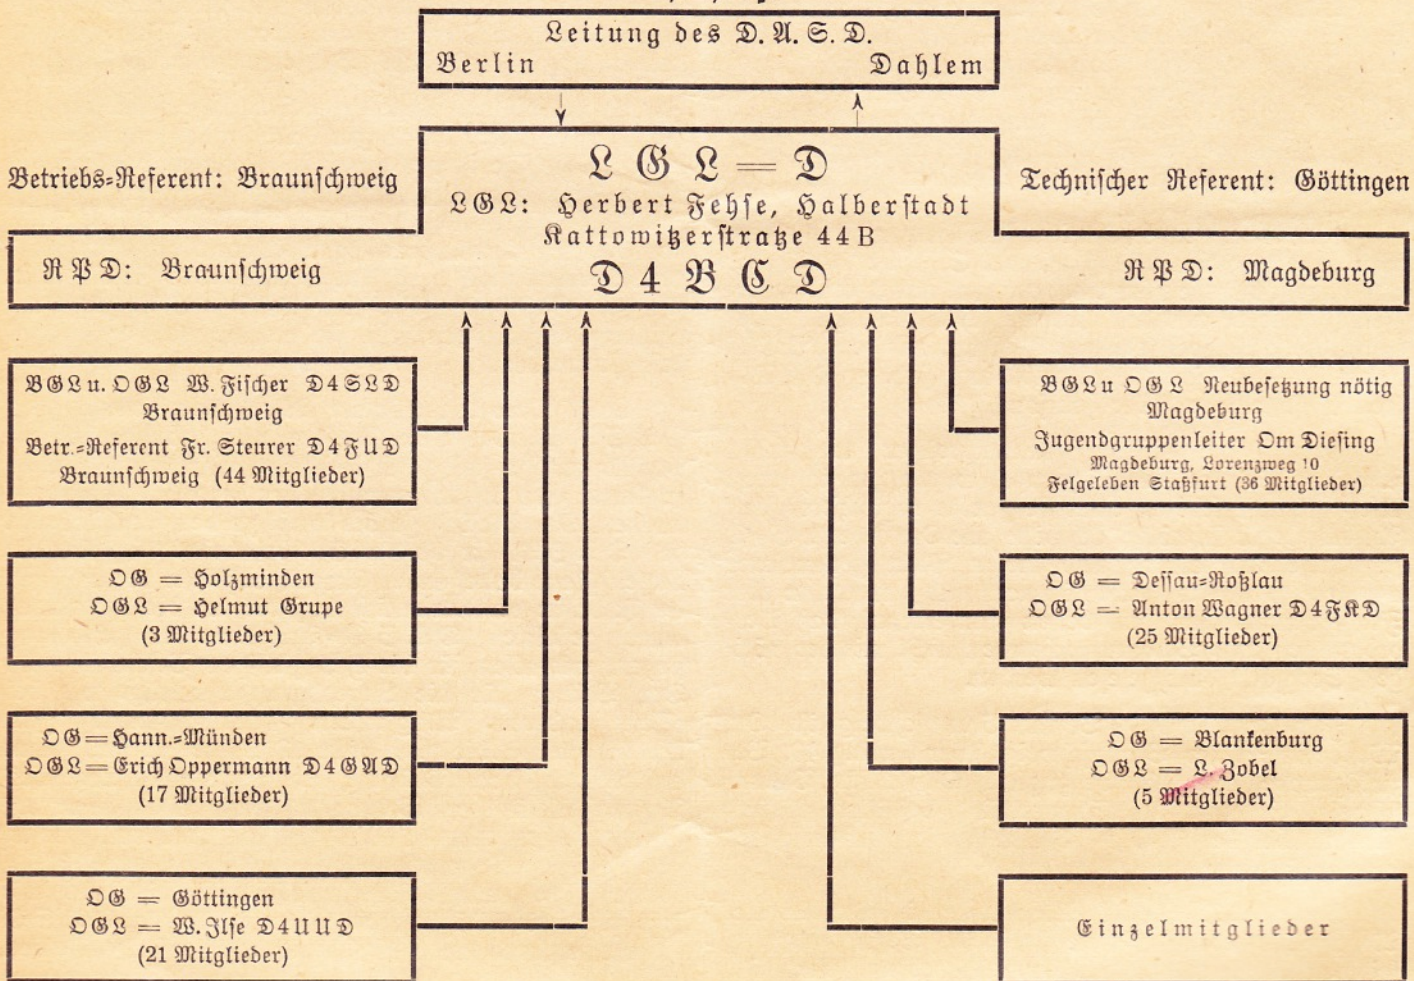 Leitung des D. A. S. D.
Berlin Dahlem
Betriebs-Referent: Braunschweig
L G L = D
LGL: Herbert Fehse, Halberstadt
Kattowitzerstraße 44 B
D 4 B C D
Technischer Referent: Göttingen
R P D: Braunschweig
R P D: Magdeburg
BGL u. OGL W. Fischer D4SLD
Braunschweig
Betr.-Referent Fr. Steurer D4FUD
Braunschweig (44 Mitglieder)
OG = Holzminden
OGL = Helmut Grupe
(3 Mitglieder)
OG = Hann.-Münden
OGL = Erich Oppermann D4GAD
(17 Mitglieder)
OG = Göttingen
OGL = W. Ilse D4UUD
(21 Mitglieder)
BGL u OGL Neubesetzung nötig
Magdeburg
Jugendgruppenleiter Om Diesing
Magdeburg, Lorenzweg 10
Felgeleben Staßfurt (36 Mitglieder)
OG = Dessau-Roßlau
OGL = Anton Wagner D4FKD
(25 Mitglieder)
OG = Blankenburg
OGL = L. Zobel
(5 Mitglieder)
Einzelmitglieder